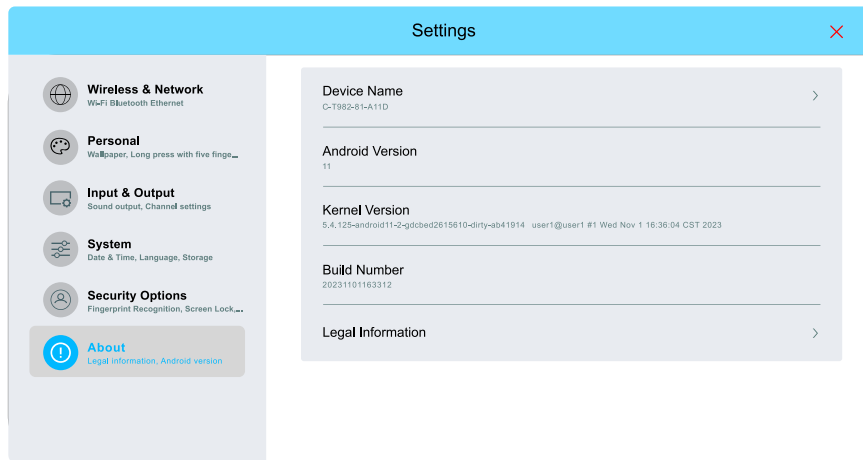 Settings
Wireless & Network
Wi-Fi Bluetooth Ethernet
Personal
Wallpaper, Long press with five finge...
Input & Output
Sound output, Channel settings
System
Date & Time, Language, Storage
Security Options
Fingerprint Recognition, Screen Lock,...
About
Legal information, Android version
Device Name
C-T982-81-A11D
Android Version
11
Kernel Version
5.4.125-android11-2-gdcbed2615610-dirty-ab41914 user1@user1 #1 Wed Nov 1 16:36:04 CST 2023
Build Number
20231101163312
Legal Information